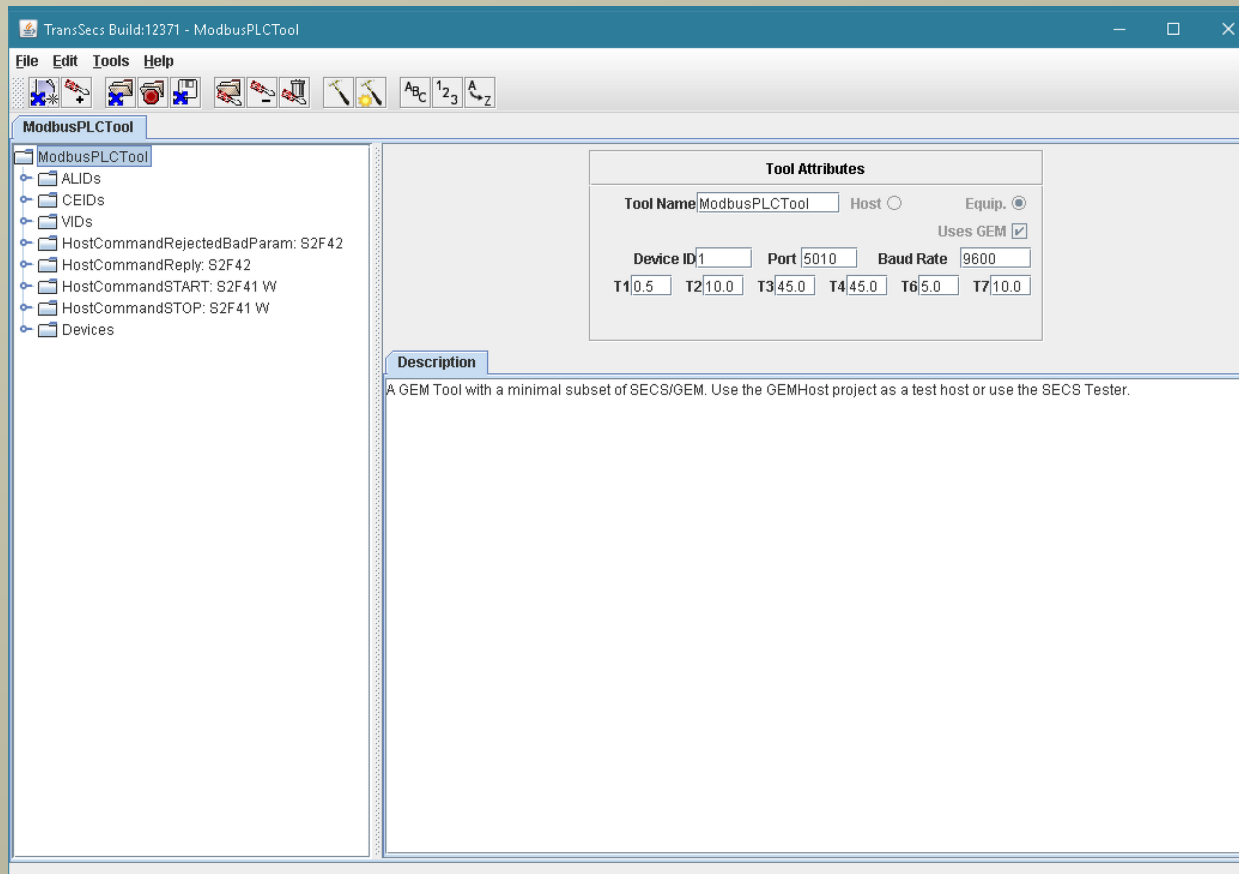 TransSecs Build:12371 - ModbusPLCTool
File Edit Tools Help
ABC 123 AZ
ModbusPLCTool
ModbusPLCTool
ALIDs
CEIDs
VIDs
HostCommandRejectedBadParam: S2F42
HostCommandReply: S2F42
HostCommandSTART: S2F41 W
HostCommandSTOP: S2F41 W
Devices
Tool Attributes
Tool Name ModbusPLCTool Host Equip.
Uses GEM
Device ID 1 Port 5010 Baud Rate 9600
T1 0.5 T2 10.0 T3 45.0 T4 45.0 T6 5.0 T7 10.0
Description
A GEM Tool with a minimal subset of SECS/GEM. Use the GEMHost project as a test host or use the SECS Tester.